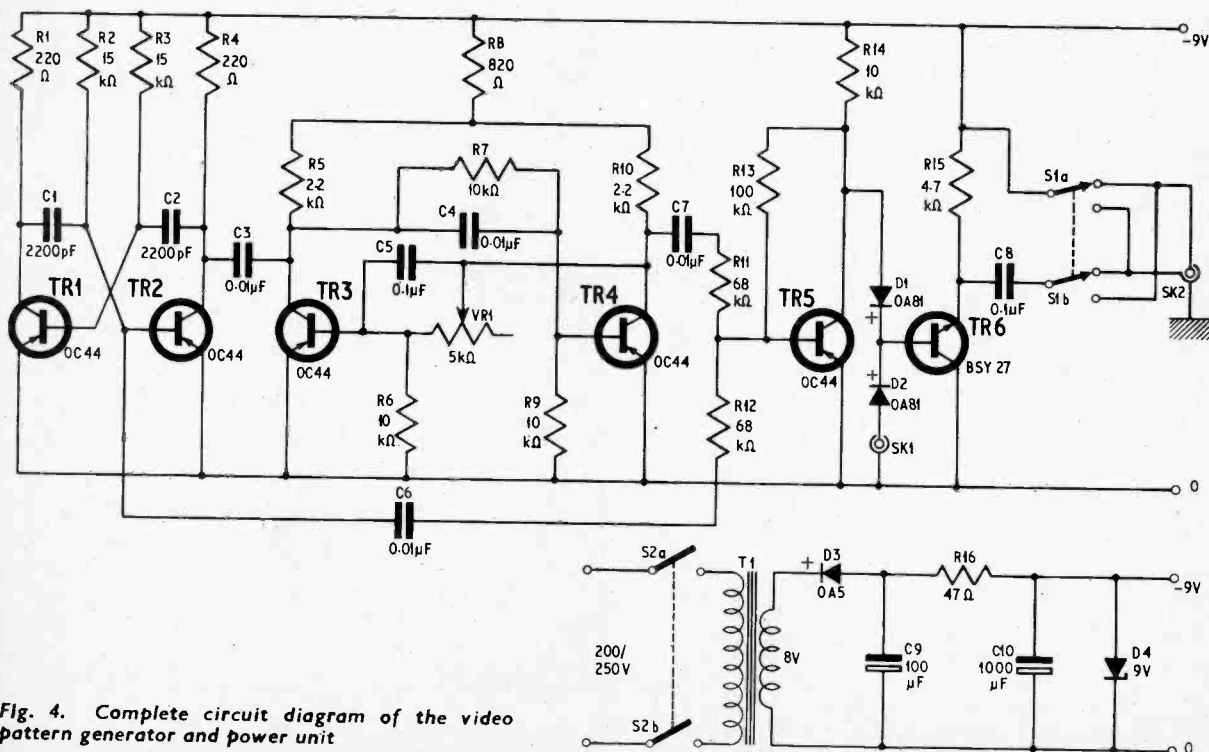 R1
220
Ω
R2
15
kΩ
R3
15
kΩ
R4
220
Ω
R8
820
Ω
R14
10
kΩ
-9V
R5
2·2
kΩ
R7
10kΩ
R10
2·2
kΩ
R13
100
kΩ
R15
4·7
kΩ
S1a
C1
2200pF
C2
2200pF
C3
0·01µF
C4
0·01µF
C5
0·1µF
C7
0·01µF
R11
68
kΩ
D1
0A81
+
C8
0·1µF
S1b
SK2
TR1
OC44
TR2
OC44
TR3
OC44
VR1
5kΩ
TR4
OC44
TR5
OC44
TR6
BSY 27
+
D2
0A81
SK1
R6
10
kΩ
R9
10
kΩ
R12
68
kΩ
C6
0·01µF
0
S2a
T1
+
D3
0A5
R16
47Ω
-9V
200/
250V
8V
C9
100
µF
C10
1000
µF
D4
9V
S2b
0
Fig. 4. Complete circuit diagram of the video
pattern generator and power unit